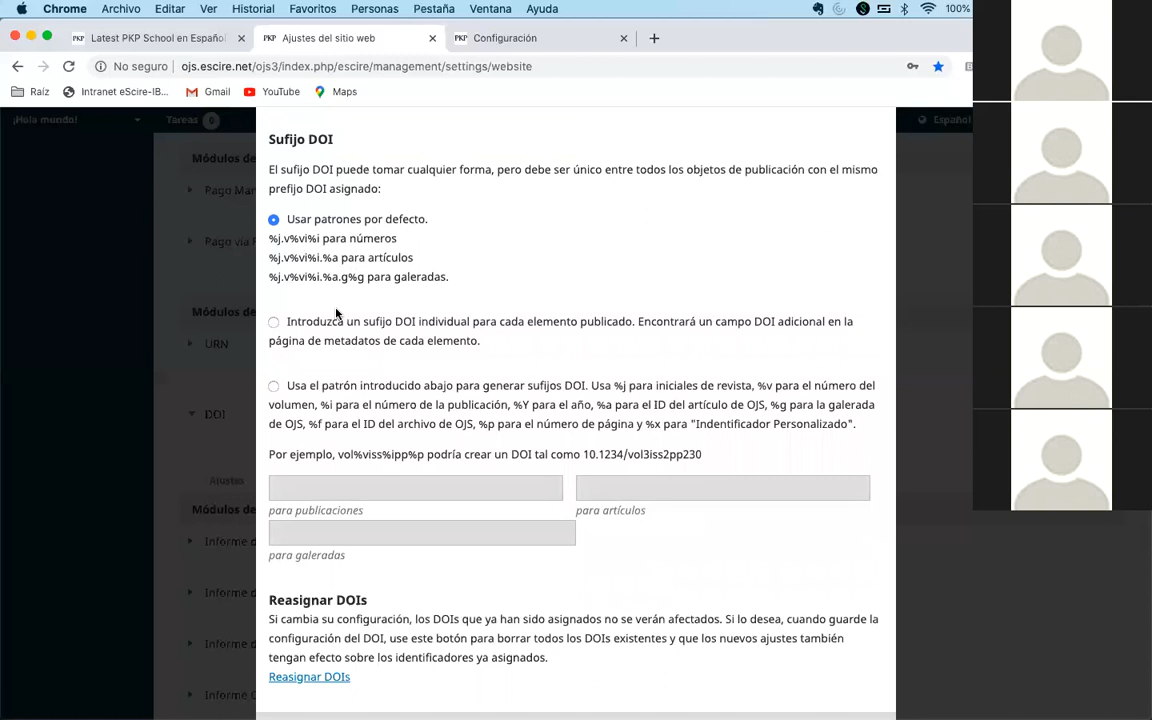 Chrome Archivo Editar Ver Historial Favoritos Personas Pestaña Ventana Ayuda 100%
PKP Latest PKP School en Español PKP Ajustes del sitio web PKP Configuración
No seguro ojs.escire.net/ojs3/index.php/escire/management/settings/website
Raíz Intranet eScire-IB... Gmail YouTube Maps
¡Hola mundo! Tareas 0 Español
Módulos de
Pago Man
Pago vía
Módulos de
URN
DOI
Ajustes
Módulos de
Informe d
Informe d
Informe d
Informe
Sufijo DOI
El sufijo DOI puede tomar cualquier forma, pero debe ser único entre todos los objetos de publicación con el mismo
prefijo DOI asignado:
Usar patrones por defecto.
%j.v%vi%i para números
%j.v%vi%i.%a para artículos
%j.v%vi%i.%a.g%g para galeradas.
Introduzca un sufijo DOI individual para cada elemento publicado. Encontrará un campo DOI adicional en la
página de metadatos de cada elemento.
Usa el patrón introducido abajo para generar sufijos DOI. Usa %j para iniciales de revista, %v para el número del
volumen, %i para el número de la publicación, %Y para el año, %a para el ID del artículo de OJS, %g para la galerada
de OJS, %f para el ID del archivo de OJS, %p para el número de página y %x para "Indentificador Personalizado".
Por ejemplo, vol%viss%ipp%p podría crear un DOI tal como 10.1234/vol3iss2pp230
para publicaciones para artículos
para galeradas
Reasignar DOIs
Si cambia su configuración, los DOIs que ya han sido asignados no se verán afectados. Si lo desea, cuando guarde la
configuración del DOI, use este botón para borrar todos los DOIs existentes y que los nuevos ajustes también
tengan efecto sobre los identificadores ya asignados.
Reasignar DOIs